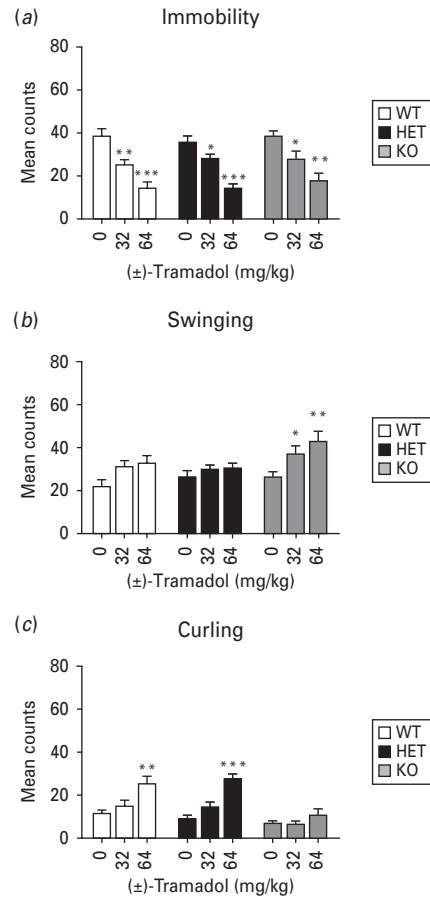 (a) Immobility
80
60
40
20
0
Mean counts
** *** * *** * **
0 32 64 0 32 64 0 32 64
(±)-Tramadol (mg/kg)
WT
HET
KO
(b) Swinging
80
60
40
20
0
Mean counts
* **
0 32 64 0 32 64 0 32 64
(±)-Tramadol (mg/kg)
WT
HET
KO
(c) Curling
80
60
40
20
0
Mean counts
** ***
0 32 64 0 32 64 0 32 64
(±)-Tramadol (mg/kg)
WT
HET
KO